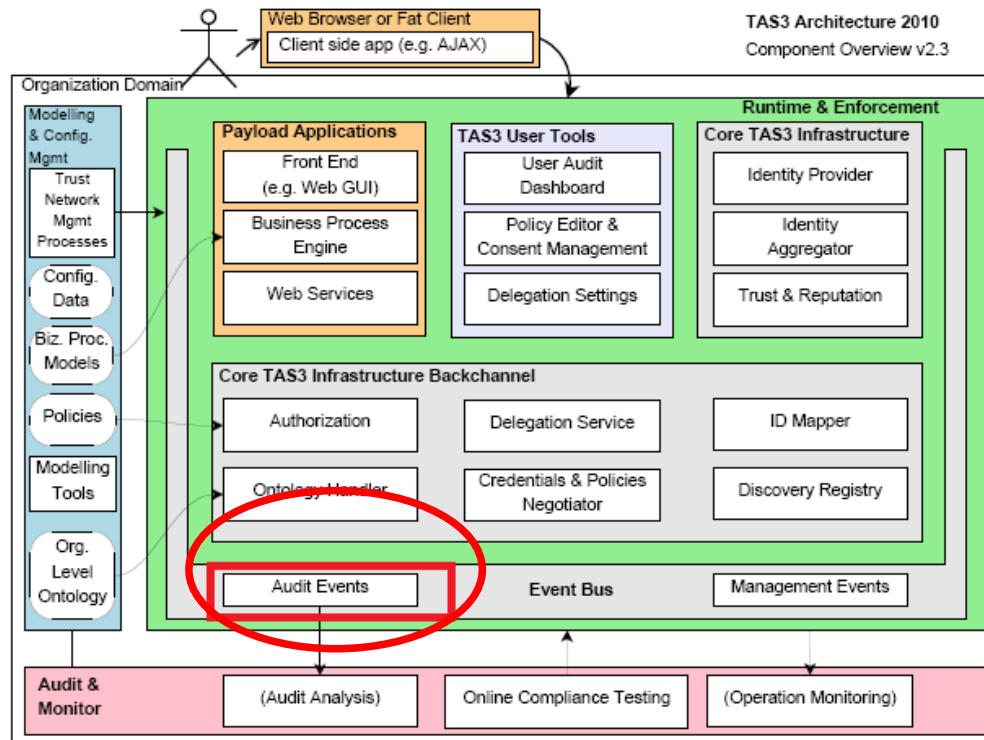 Web Browser or Fat Client
Client side app (e.g. AJAX)
TAS3 Architecture 2010
Component Overview v2.3
Organization Domain
Modelling
& Config.
Mgmt
Trust
Network
Mgmt
Processes
Config.
Data
Biz. Proc.
Models
Policies
Modelling
Tools
Org.
Level
Ontology
Runtime & Enforcement
Payload Applications
Front End
(e.g. Web GUI)
Business Process
Engine
Web Services
TAS3 User Tools
User Audit
Dashboard
Policy Editor &
Consent Management
Delegation Settings
Core TAS3 Infrastructure
Identity Provider
Identity
Aggregator
Trust & Reputation
Core TAS3 Infrastructure Backchannel
Authorization
Delegation Service
ID Mapper
Ontology Handler
Credentials & Policies
Negotiator
Discovery Registry
Audit Events
Event Bus
Management Events
Audit &
Monitor
(Audit Analysis)
Online Compliance Testing
(Operation Monitoring)